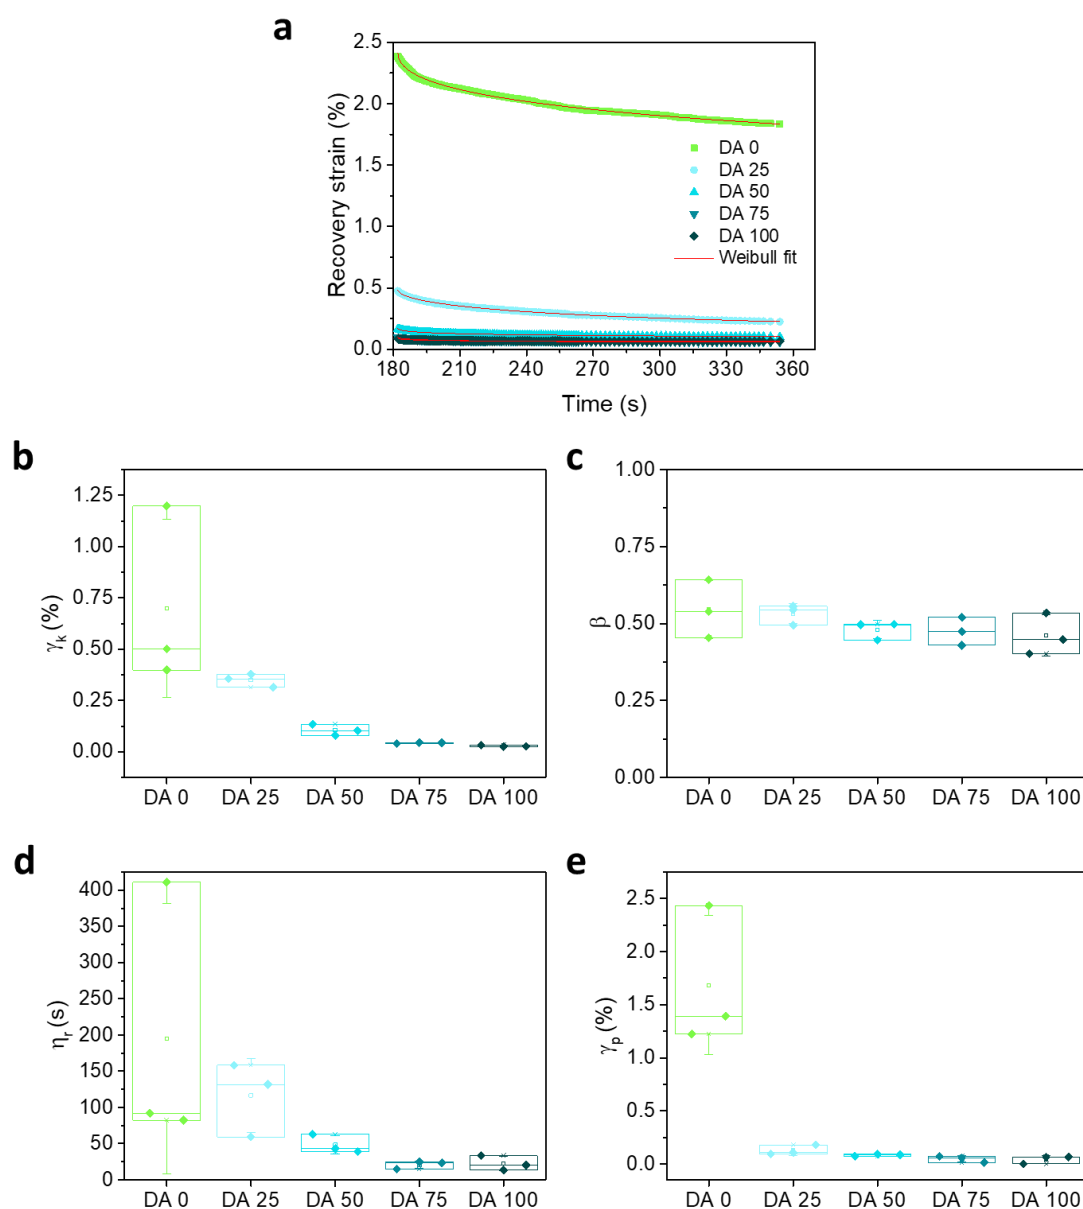 a
2.5
2.0
1.5
1.0
0.5
0.0
Recovery strain (%)
DA 0
DA 25
DA 50
DA 75
DA 100
Weibull fit
180 210 240 270 300 330 360
Time (s)
b
1.25
1.00
0.75
0.50
0.25
0.00
γk (%)
DA 0 DA 25 DA 50 DA 75 DA 100
c
1.00
0.75
0.50
0.25
0.00
β
DA 0 DA 25 DA 50 DA 75 DA 100
d
400
350
300
250
200
150
100
50
0
ηr (s)
DA 0 DA 25 DA 50 DA 75 DA 100
e
2.5
2.0
1.5
1.0
0.5
0.0
γp (%)
DA 0 DA 25 DA 50 DA 75 DA 100